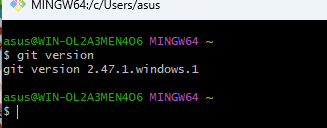 MINGW64:/c/Users/asus
asus@WIN-OL2A3MEN4O6 MINGW64 ~
$ git version
git version 2.47.1.windows.1
asus@WIN-OL2A3MEN4O6 MINGW64 ~
$